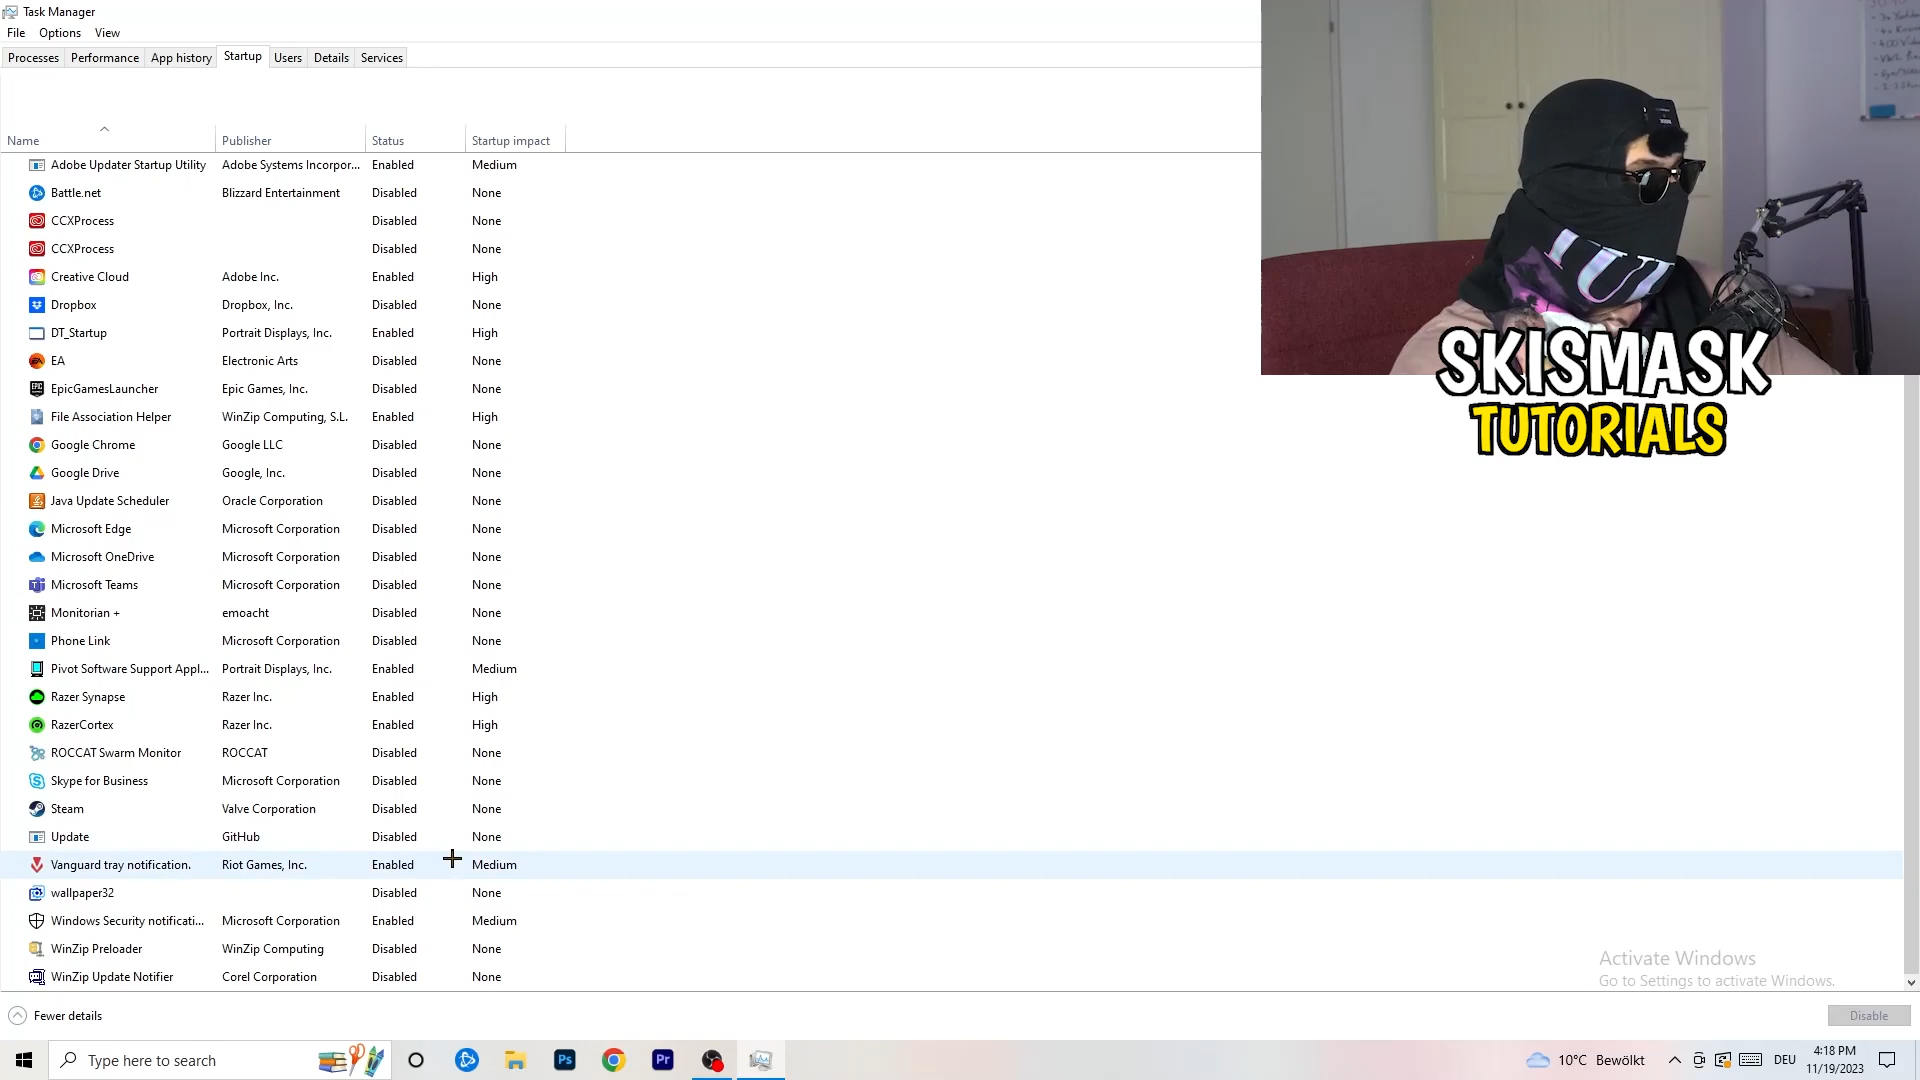 Task Manager
File Options View
Processes Performance App history Startup Users Details Services
Name Publisher Status Startup impact
Adobe Updater Startup Utility Adobe Systems Incorpor... Enabled Medium
Battle.net Blizzard Entertainment Disabled None
CCXProcess Disabled None
CCXProcess Disabled None
Creative Cloud Adobe Inc. Enabled High
Dropbox Dropbox, Inc. Disabled None
DT_Startup Portrait Displays, Inc. Enabled High
EA Electronic Arts Disabled None
EpicGamesLauncher Epic Games, Inc. Disabled None
File Association Helper WinZip Computing, S.L. Enabled High
Google Chrome Google LLC Disabled None
Google Drive Google, Inc. Disabled None
Java Update Scheduler Oracle Corporation Disabled None
Microsoft Edge Microsoft Corporation Disabled None
Microsoft OneDrive Microsoft Corporation Disabled None
Microsoft Teams Microsoft Corporation Disabled None
Monitorian + emoacht Disabled None
Phone Link Microsoft Corporation Disabled None
Pivot Software Support Appl... Portrait Displays, Inc. Enabled Medium
Razer Synapse Razer Inc. Enabled High
RazerCortex Razer Inc. Enabled High
ROCCAT Swarm Monitor ROCCAT Disabled None
Skype for Business Microsoft Corporation Disabled None
Steam Valve Corporation Disabled None
Update GitHub Disabled None
Vanguard tray notification. Riot Games, Inc. Enabled Medium
wallpaper32 Disabled None
Windows Security notificati... Microsoft Corporation Enabled Medium
WinZip Preloader WinZip Computing Disabled None
WinZip Update Notifier Corel Corporation Disabled None
SKISMASK
TUTORIALS
Activate Windows
Go to Settings to activate Windows.
Fewer details
Disable
Type here to search
Ps
Pr
10°C Bewölkt
DEU
4:18 PM
11/19/2023